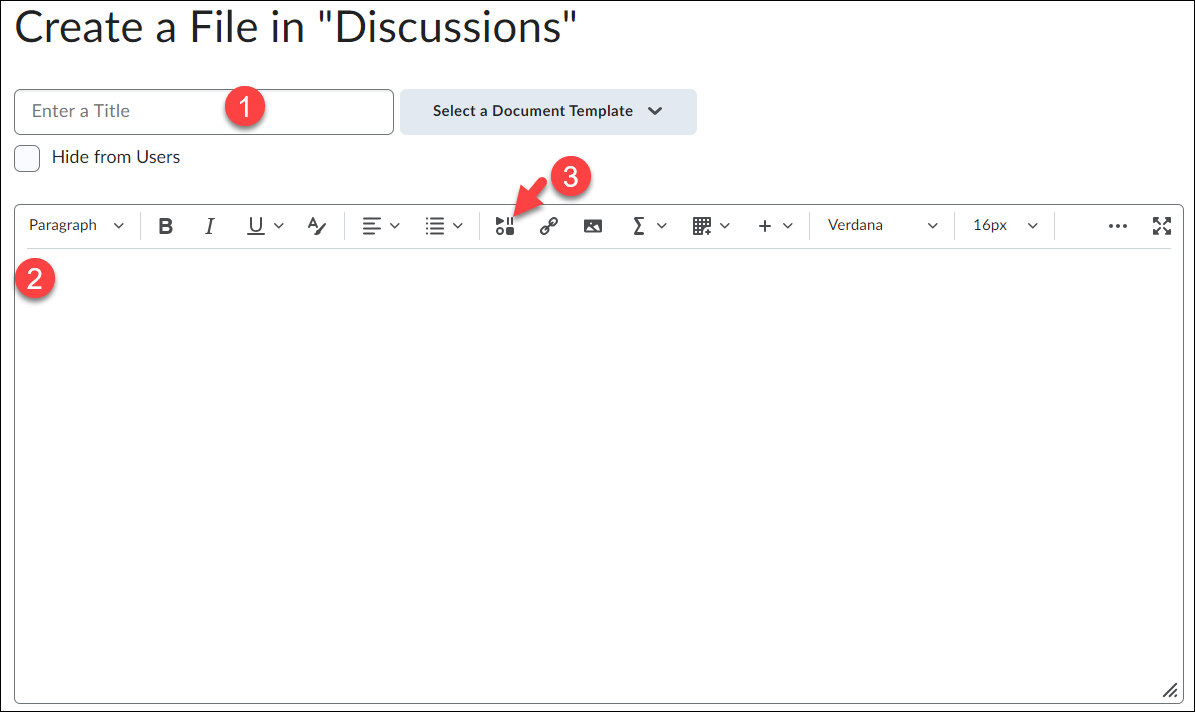 Create a File in "Discussions"
Enter a Title 1 Select a Document Template
Hide from Users
3
Paragraph B I U A Σ + Verdana 16px ...
2